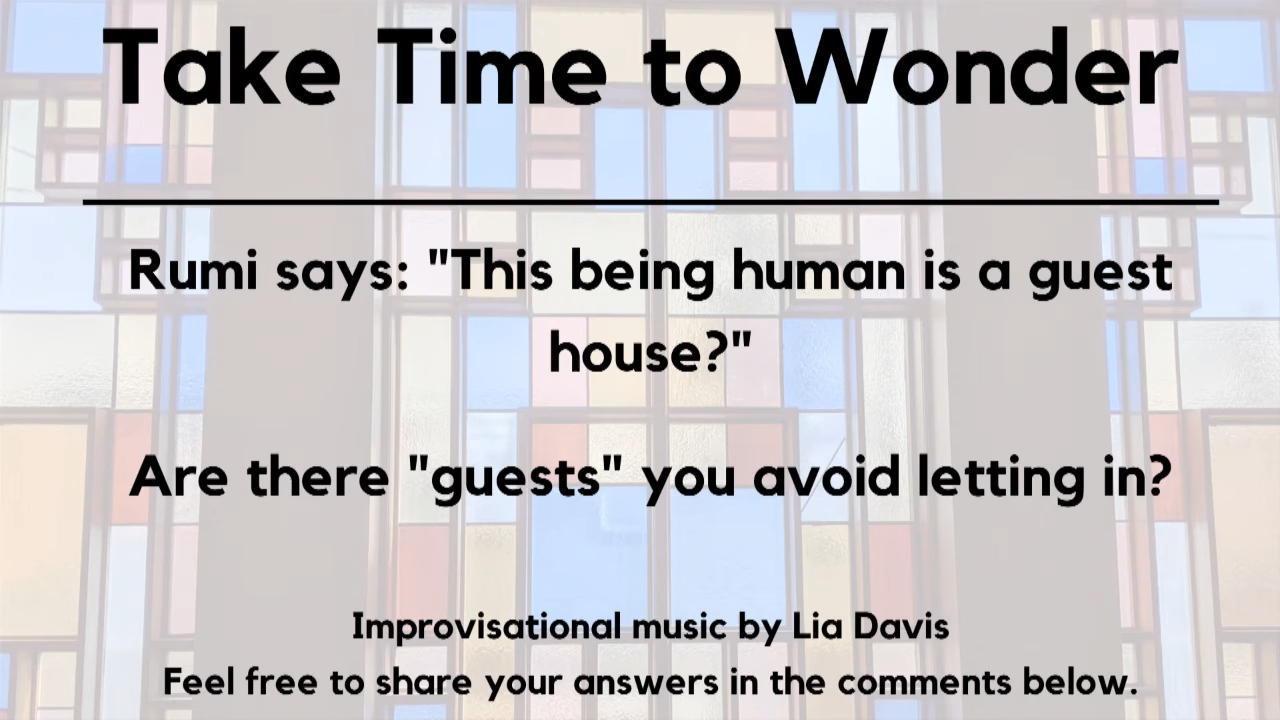 Take Time to Wonder
Rumi says: "This being human is a guest
house?"
Are there "guests" you avoid letting in?
Improvisational music by Lia Davis
Feel free to share your answers in the comments below.